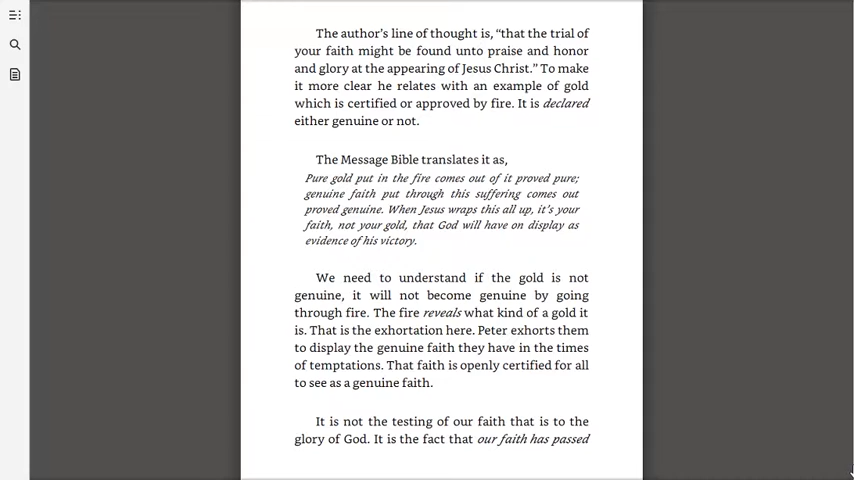 The author's line of thought is, “that the trial of
your faith might be found unto praise and honor
and glory at the appearing of Jesus Christ.” To make
it more clear he relates with an example of gold
which is certified or approved by fire. It is declared
either genuine or not.
The Message Bible translates it as,
Pure gold put in the fire comes out of it proved pure;
genuine faith put through this suffering comes out
proved genuine. When Jesus wraps this all up, it's your
faith, not your gold, that God will have on display as
evidence of his victory.
We need to understand if the gold is not
genuine, it will not become genuine by going
through fire. The fire reveals what kind of a gold it
is. That is the exhortation here. Peter exhorts them
to display the genuine faith they have in the times
of temptations. That faith is openly certified for all
to see as a genuine faith.
It is not the testing of our faith that is to the
glory of God. It is the fact that our faith has passed